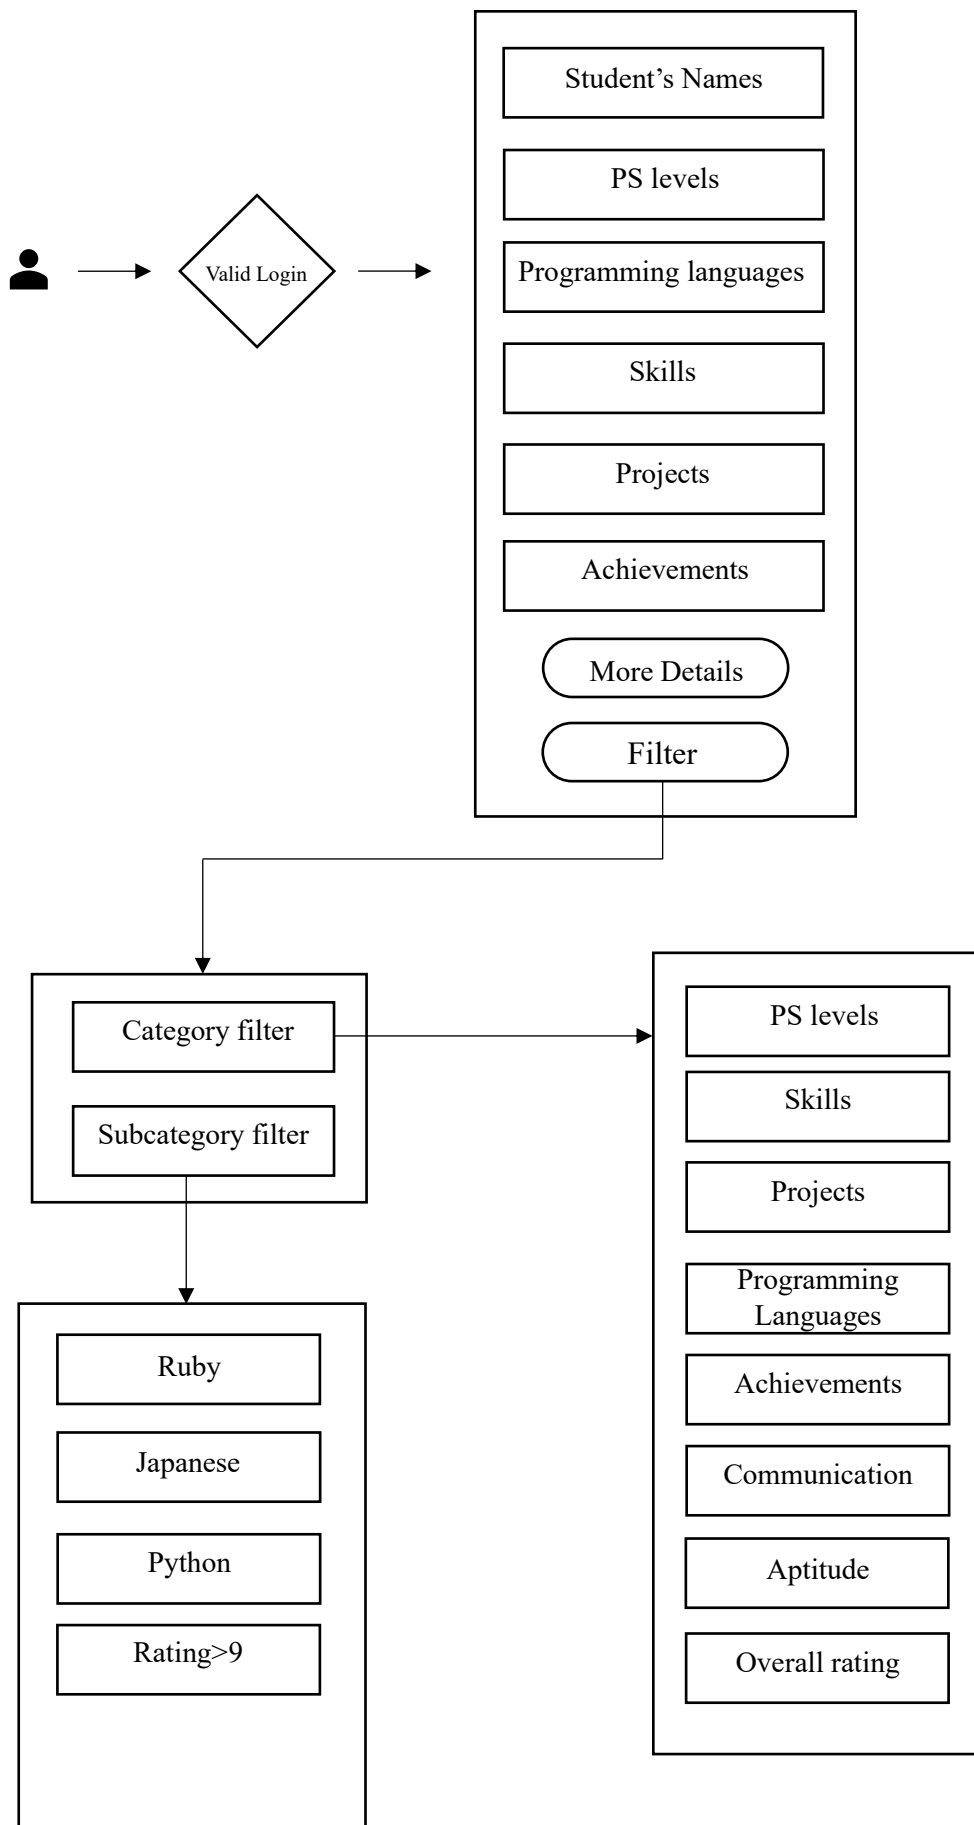 Student’s Names
PS levels
Valid Login
Programming languages
Skills
Projects
Achievements
More Details
Filter
Category filter
Subcategory filter
PS levels
Skills
Projects
Programming
Languages
Achievements
Communication
Aptitude
Overall rating
Ruby
Japanese
Python
Rating>9